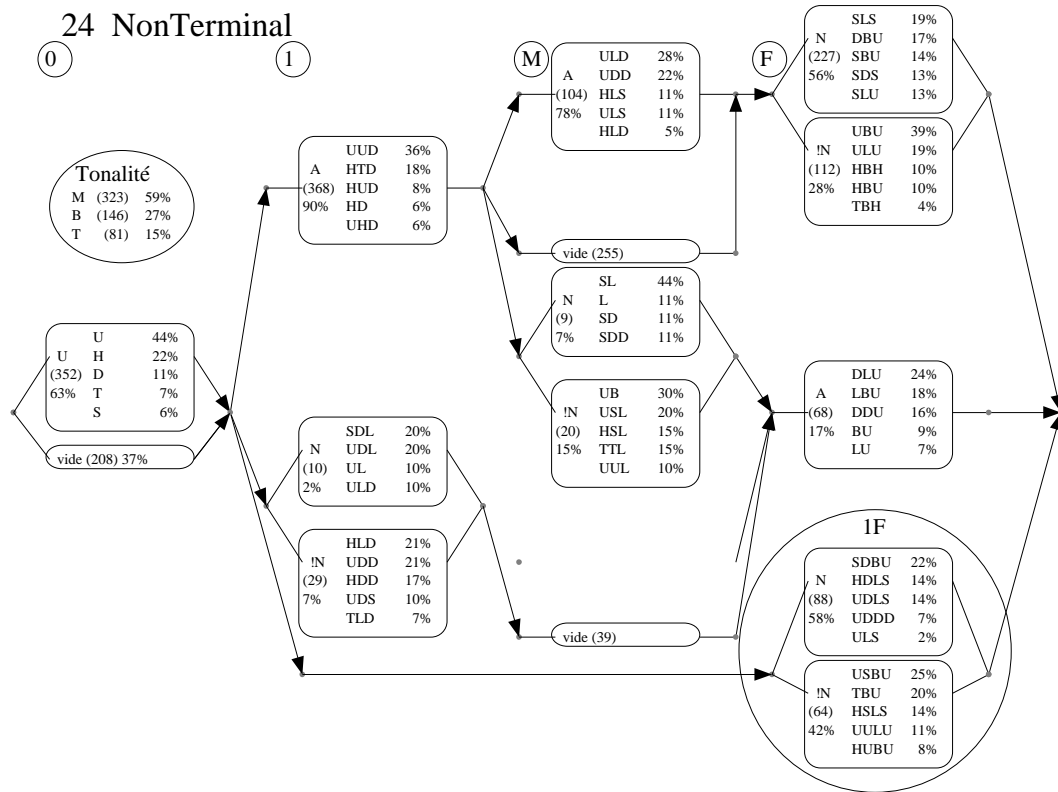 24 NonTerminal
0
1
M
F
Tonalité
M (323) 59%
B (146) 27%
T (81) 15%
U 44%
U H 22%
(352) D 11%
63% T 7%
S 6%
vide (208) 37%
UUD 36%
A HTD 18%
(368) HUD 8%
90% HD 6%
UHD 6%
SDL 20%
N UDL 20%
(10) UL 10%
2% ULD 10%
HLD 21%
!N UDD 21%
(29) HDD 17%
7% UDS 10%
TLD 7%
ULD 28%
A UDD 22%
(104) HLS 11%
78% ULS 11%
HLD 5%
vide (255)
SL 44%
N L 11%
(9) SD 11%
7% SDD 11%
UB 30%
!N USL 20%
(20) HSL 15%
15% TTL 15%
UUL 10%
vide (39)
SLS 19%
N DBU 17%
(227) SBU 14%
56% SDS 13%
SLU 13%
UBU 39%
!N ULU 19%
(112) HBH 10%
28% HBU 10%
TBH 4%
DLU 24%
A LBU 18%
(68) DDU 16%
17% BU 9%
LU 7%
1F
SDBU 22%
N HDLS 14%
(88) UDLS 14%
58% UDDD 7%
ULS 2%
USBU 25%
!N TBU 20%
(64) HSLS 14%
42% UULU 11%
HUBU 8%